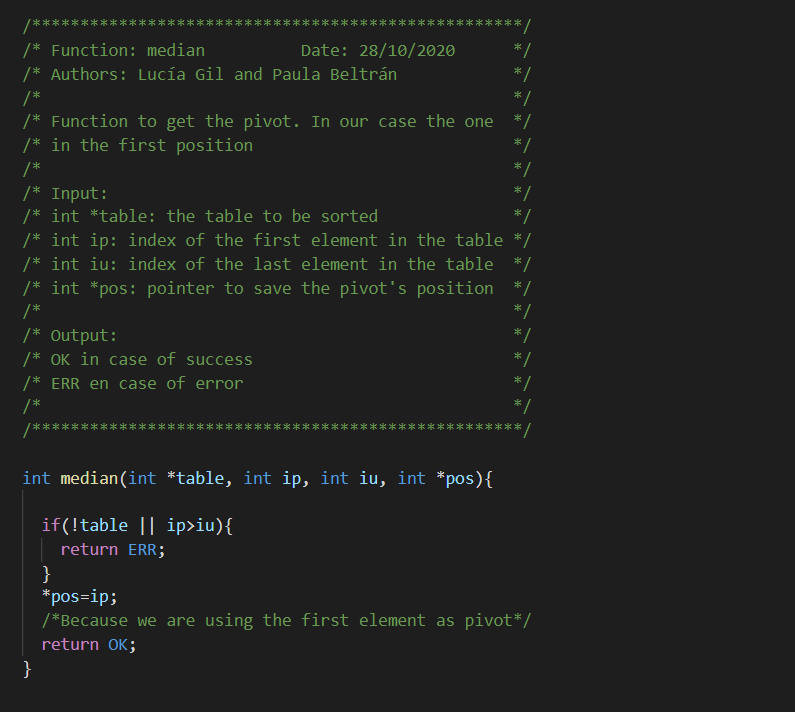 /***************************************************/
/* Function: median          Date: 28/10/2020      */
/* Authors: Lucía Gil and Paula Beltrán            */
/*                                                 */
/* Function to get the pivot. In our case the one  */
/* in the first position                           */
/*                                                 */
/* Input:                                          */
/* int *table: the table to be sorted              */
/* int ip: index of the first element in the table */
/* int iu: index of the last element in the table  */
/* int *pos: pointer to save the pivot's position  */
/*                                                 */
/* Output:                                         */
/* OK in case of success                           */
/* ERR en case of error                            */
/*                                                 */
/***************************************************/

int median(int *table, int ip, int iu, int *pos){

  if(!table || ip>iu){
    return ERR;
  }
  *pos=ip;
  /*Because we are using the first element as pivot*/
  return OK;
}